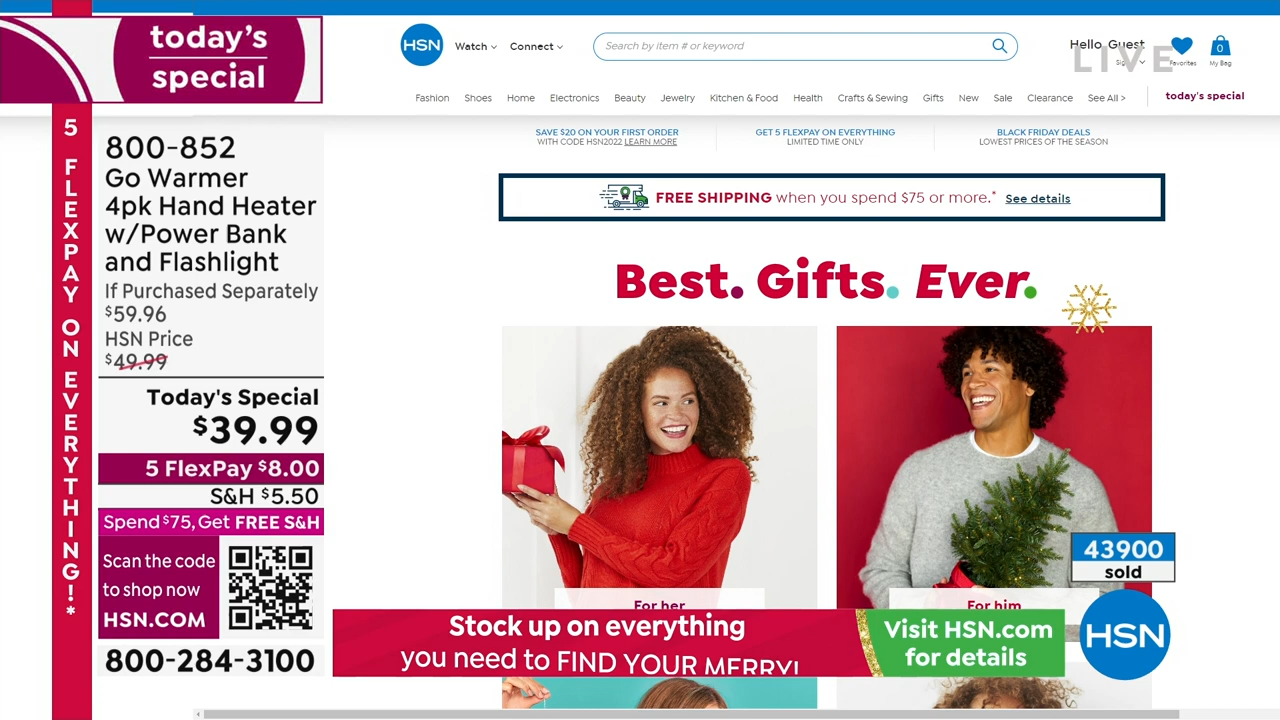 today's
special
5 FLEXPAY ON EVERYTHING!*
800-852
Go Warmer
4pk Hand Heater
w/Power Bank
and Flashlight
If Purchased Separately
$59.96
HSN Price
$49.99
Today's Special
$39.99
5 FlexPay $8.00
S&H $5.50
Spend $75, Get FREE S&H
Scan the code
to shop now
HSN.COM
800-284-3100
HSN
Watch
Connect
Search by item # or keyword
Hello, Guest
LIVE
Favorites
0
My Bag
Fashion Shoes Home Electronics Beauty Jewelry Kitchen & Food Health Crafts & Sewing Gifts New Sale Clearance See All > today's special
SAVE $20 ON YOUR FIRST ORDER
WITH CODE HSN2022 LEARN MORE
GET 5 FLEXPAY ON EVERYTHING
LIMITED TIME ONLY
BLACK FRIDAY DEALS
LOWEST PRICES OF THE SEASON
FREE SHIPPING when you spend $75 or more.* See details
Best. Gifts. Ever.
For her
For him
43900
sold
Stock up on everything
you need to FIND YOUR MERRY!
Visit HSN.com
for details
HSN